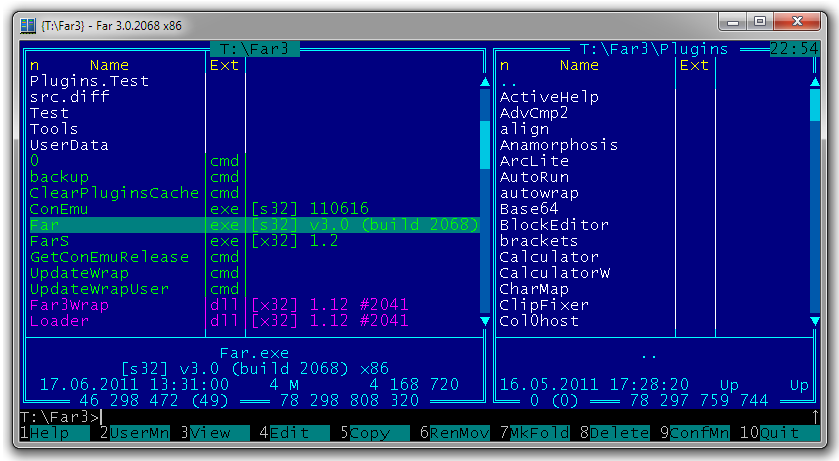 {T:\Far3} - Far 3.0.2068 x86
T:\Far3
n Name Ext
Plugins.Test
src.diff
Test
Tools
UserData
0 cmd
backup cmd
ClearPluginsCache cmd
ConEmu exe [s32] 110616
Far exe [s32] v3.0 (build 2068)
FarS exe [x32] 1.2
GetConEmuRelease cmd
UpdateWrap cmd
UpdateWrapUser cmd
Far3Wrap dll [x32] 1.12 #2041
Loader dll [x32] 1.12 #2041
Far.exe
[s32] v3.0 (build 2068) x86
17.06.2011 13:31:00 4 M 4 168 720
46 298 472 (49) 78 298 808 320
T:\Far3\Plugins 22:54
n Name Ext
..
ActiveHelp
AdvCmp2
align
Anamorphosis
ArcLite
AutoRun
autowrap
Base64
BlockEditor
brackets
Calculator
CalculatorW
CharMap
ClipFixer
Col0host
..
16.05.2011 17:28:20 Up Up
0 (0) 78 297 759 744
T:\Far3>
1Help 2UserMn 3View 4Edit 5Copy 6RenMov 7MkFold 8Delete 9ConfMn 10Quit